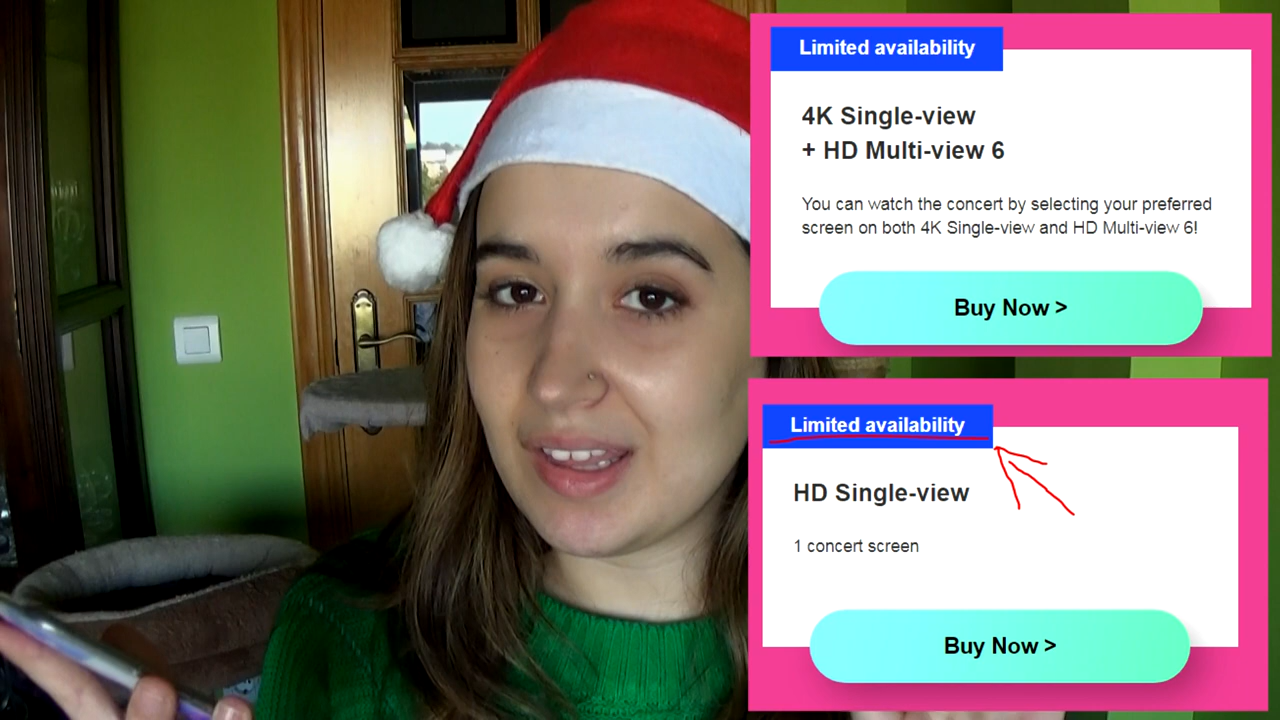 Limited availability
4K Single-view
+ HD Multi-view 6
You can watch the concert by selecting your preferred
screen on both 4K Single-view and HD Multi-view 6!
Buy Now >
Limited availability
HD Single-view
1 concert screen
Buy Now >